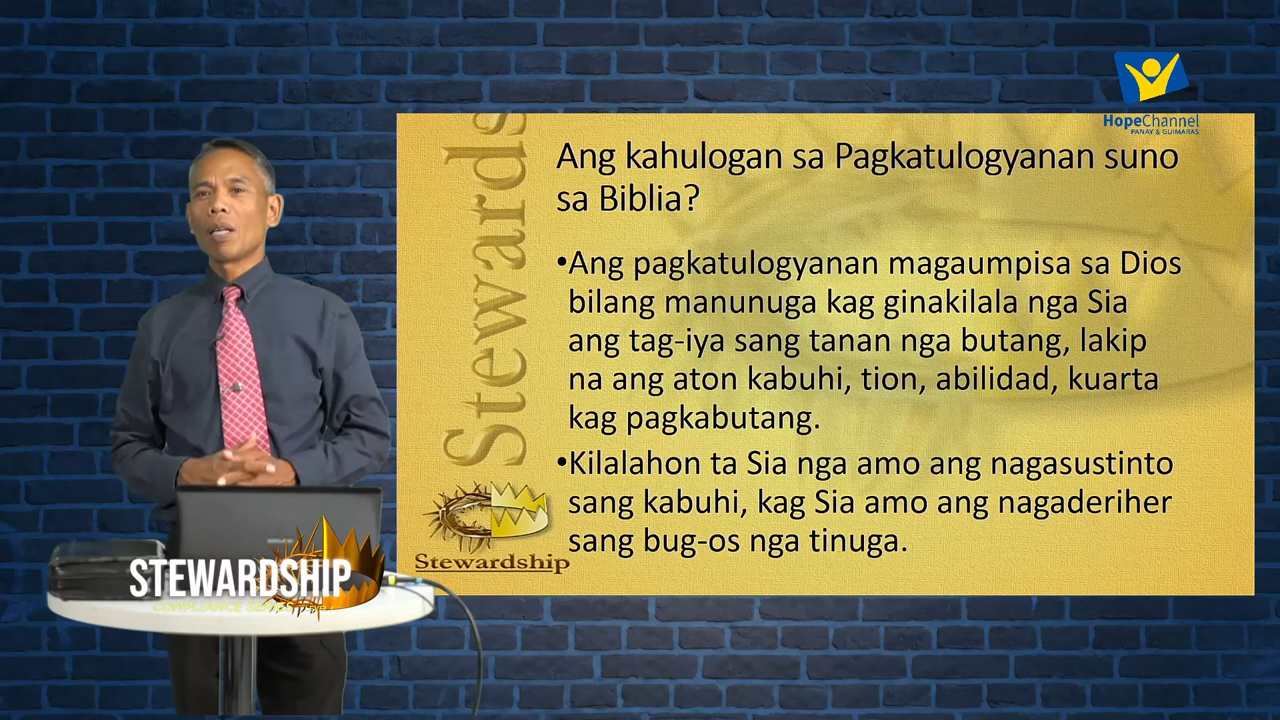 HopeChannel
PANAY & GUIMARAS
Stewards
Ang kahulogan sa Pagkatulogyanan suno
sa Biblia?
•Ang pagkatulogyanan magaumpisa sa Dios
bilang manunuga kag ginakilala nga Sia
ang tag-iya sang tanan nga butang, lakip
na ang aton kabuhi, tion, abilidad, kuarta
kag pagkabutang.
•Kilalahon ta Sia nga amo ang nagasustinto
sang kabuhi, kag Sia amo ang nagaderiher
sang bug-os nga tinuga.
Stewardship
STEWARDSHIP
COMPLIANCE